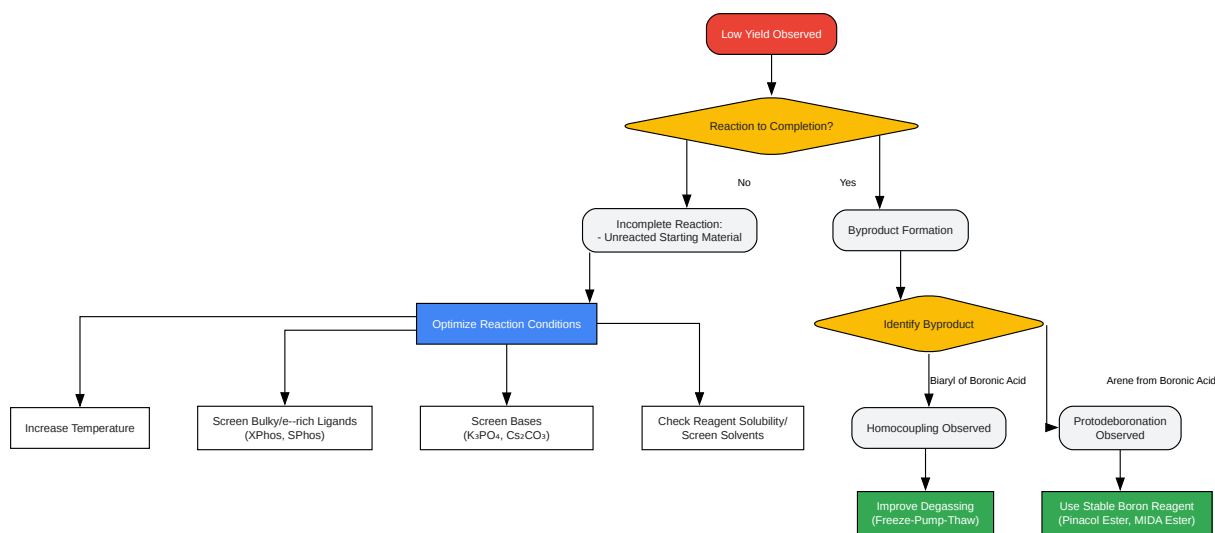 Low Yield Observed
Reaction to Completion?
No
Yes
Incomplete Reaction:
- Unreacted Starting Material
Byproduct Formation
Optimize Reaction Conditions
Identify Byproduct
Biaryl of Boronic Acid
Arene from Boronic Acid
Increase Temperature
Screen Bulky/e--rich Ligands
(XPhos, SPhos)
Screen Bases
(K₃PO₄, Cs₂CO₃)
Check Reagent Solubility/
Screen Solvents
Homocoupling Observed
Protodeboronation
Observed
Improve Degassing
(Freeze-Pump-Thaw)
Use Stable Boron Reagent
(Pinacol Ester, MIDA Ester)